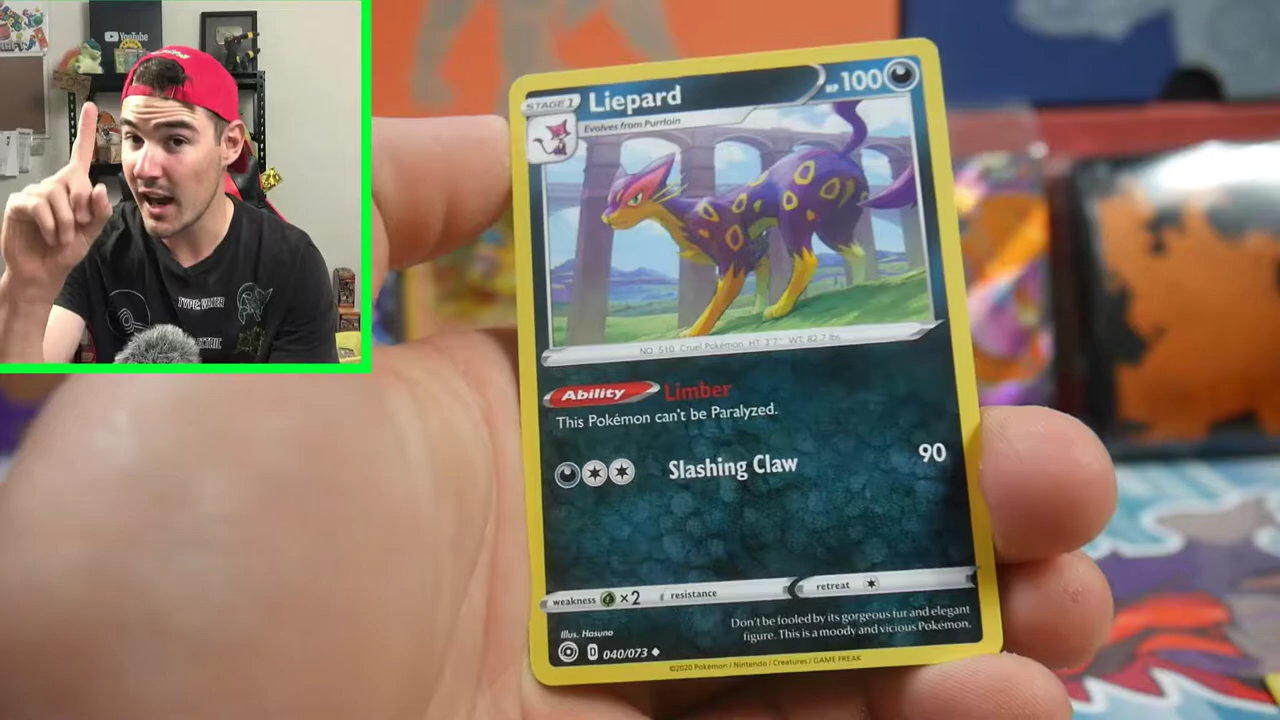 YouTube
TYPE: WATER
STAGE 1
Liepard
HP 100
Evolves from Purrloin
NO. 510 Cruel Pokémon HT: 3'7" WT: 82.7 lbs
Ability Limber
This Pokémon can't be Paralyzed.
Slashing Claw 90
weakness ×2 resistance retreat
Don't be fooled by its gorgeous fur and elegant
figure. This is a moody and vicious Pokémon.
Illus. Hasuno
D 040/073
©2020 Pokémon / Nintendo / Creatures / GAME FREAK